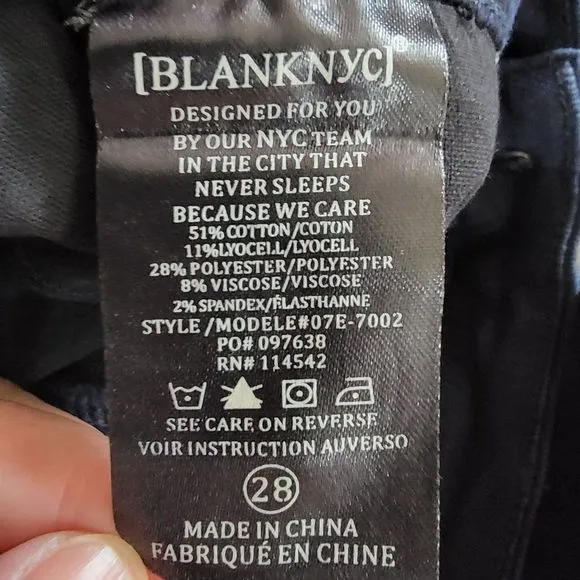 [BLANKNYC]®
DESIGNED FOR YOU
BY OUR NYC TEAM
IN THE CITY THAT
NEVER SLEEPS
BECAUSE WE CARE
51% COTTON/COTON
11%LYOCELL/LYOCELL
28% POLYESTER/POLYESTER
8% VISCOSE/VISCOSE
2% SPANDEX/ÉLASTHANNE
STYLE/MODELE#07E-7002
PO# 097638
RN# 114542
SEE CARE ON REVERSE
VOIR INSTRUCTION AUVERSO
28
MADE IN CHINA
FABRIQUÉ EN CHINE